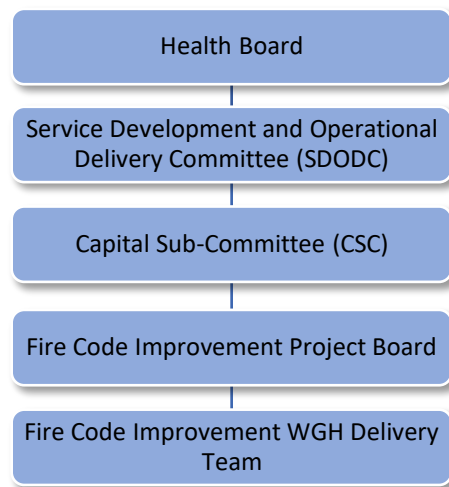 Health Board
Service Development and Operational
Delivery Committee (SDODC)
Capital Sub-Committee (CSC)
Fire Code Improvement Project Board
Fire Code Improvement WGH Delivery
Team